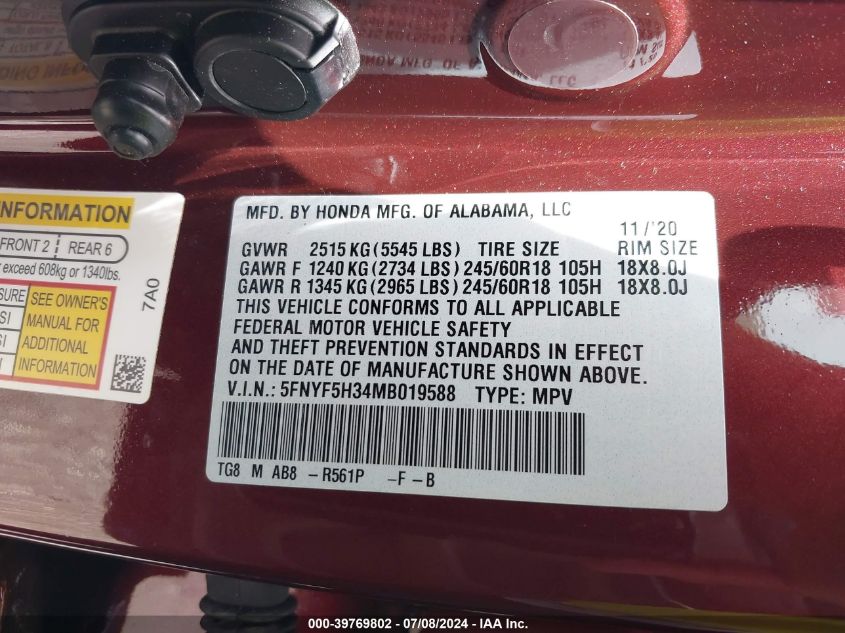 INFORMATION
FRONT 2 REAR 6
exceed 608kg or 1340lbs.
SEE OWNER'S
MANUAL FOR
ADDITIONAL
INFORMATION
7A0
MFD. BY HONDA MFG. OF ALABAMA, LLC
11/'20
GVWR 2515 KG (5545 LBS) TIRE SIZE RIM SIZE
GAWR F 1240 KG (2734 LBS) 245/60R18 105H 18X8.0J
GAWR R 1345 KG (2965 LBS) 245/60R18 105H 18X8.0J
THIS VEHICLE CONFORMS TO ALL APPLICABLE
FEDERAL MOTOR VEHICLE SAFETY
AND THEFT PREVENTION STANDARDS IN EFFECT
ON THE DATE OF MANUFACTURE SHOWN ABOVE.
V.I.N.: 5FNYF5H34MB019588 TYPE: MPV
TG8 M AB8 -R561P -F-B
000-39769802 - 07/08/2024 - IAA Inc.